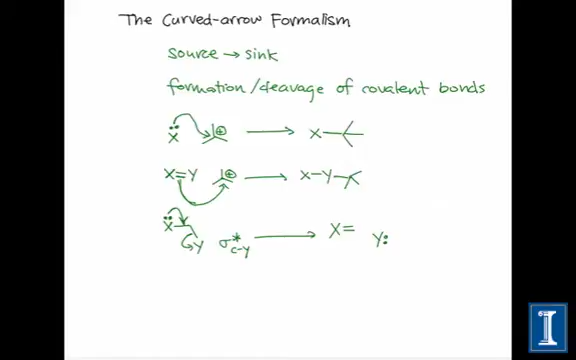 The Curved-arrow Formalism
source → sink
formation/cleavage of covalent bonds
X ⊕ → X
X=Y ⊕ → X-Y
X Y σ*C-Y → X= Y:
I